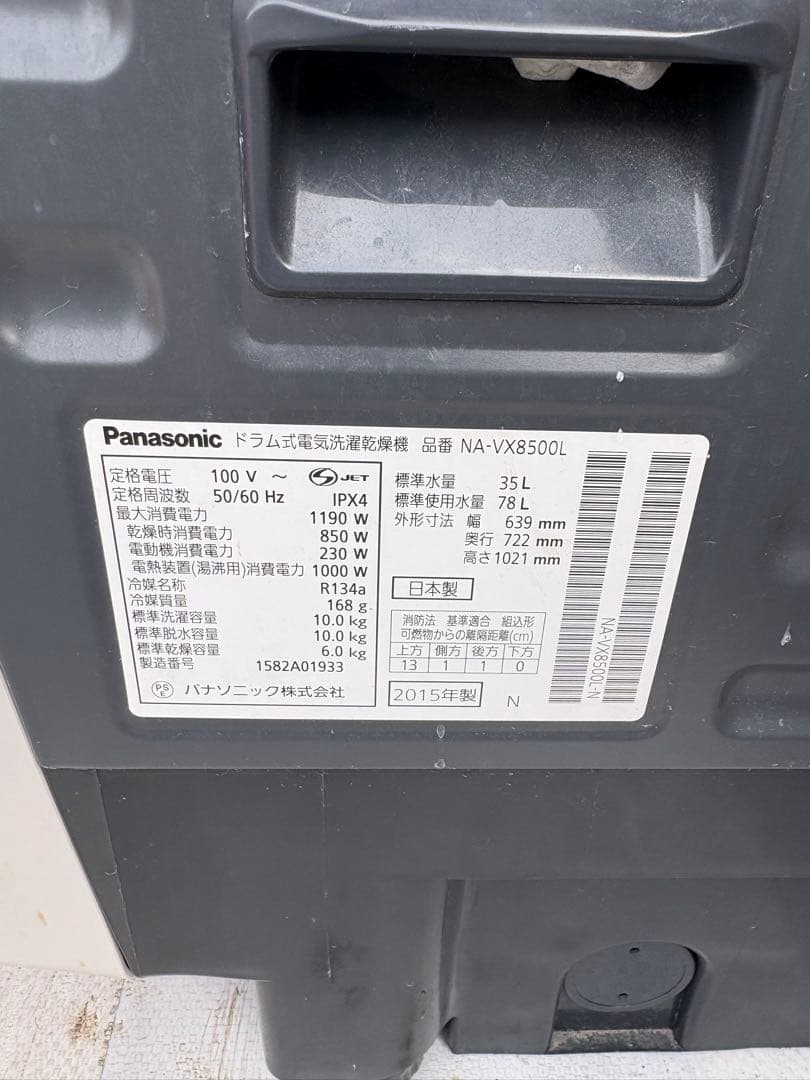 Panasonic ドラム式電気洗濯乾燥機 品番 NA-VX8500L
定格電圧 100 V ～ S JET
定格周波数 50/60 Hz IPX4
最大消費電力 1190 W
乾燥時消費電力 850 W
電動機消費電力 230 W
電熱装置(湯沸用)消費電力 1000 W
冷媒名称 R134a
冷媒質量 168 g
標準洗濯容量 10.0 kg
標準脱水容量 10.0 kg
標準乾燥容量 6.0 kg
製造番号 1582A01933
PS E パナソニック株式会社
標準水量 35 L
標準使用水量 78 L
外形寸法 幅 639 mm
奥行 722 mm
高さ 1021 mm
日本製
消防法 基準適合 組込形
可燃物からの離隔距離(cm)
上方 側方 後方 下方
13 1 1 0
2015年製 N
NA-VX8500L-N